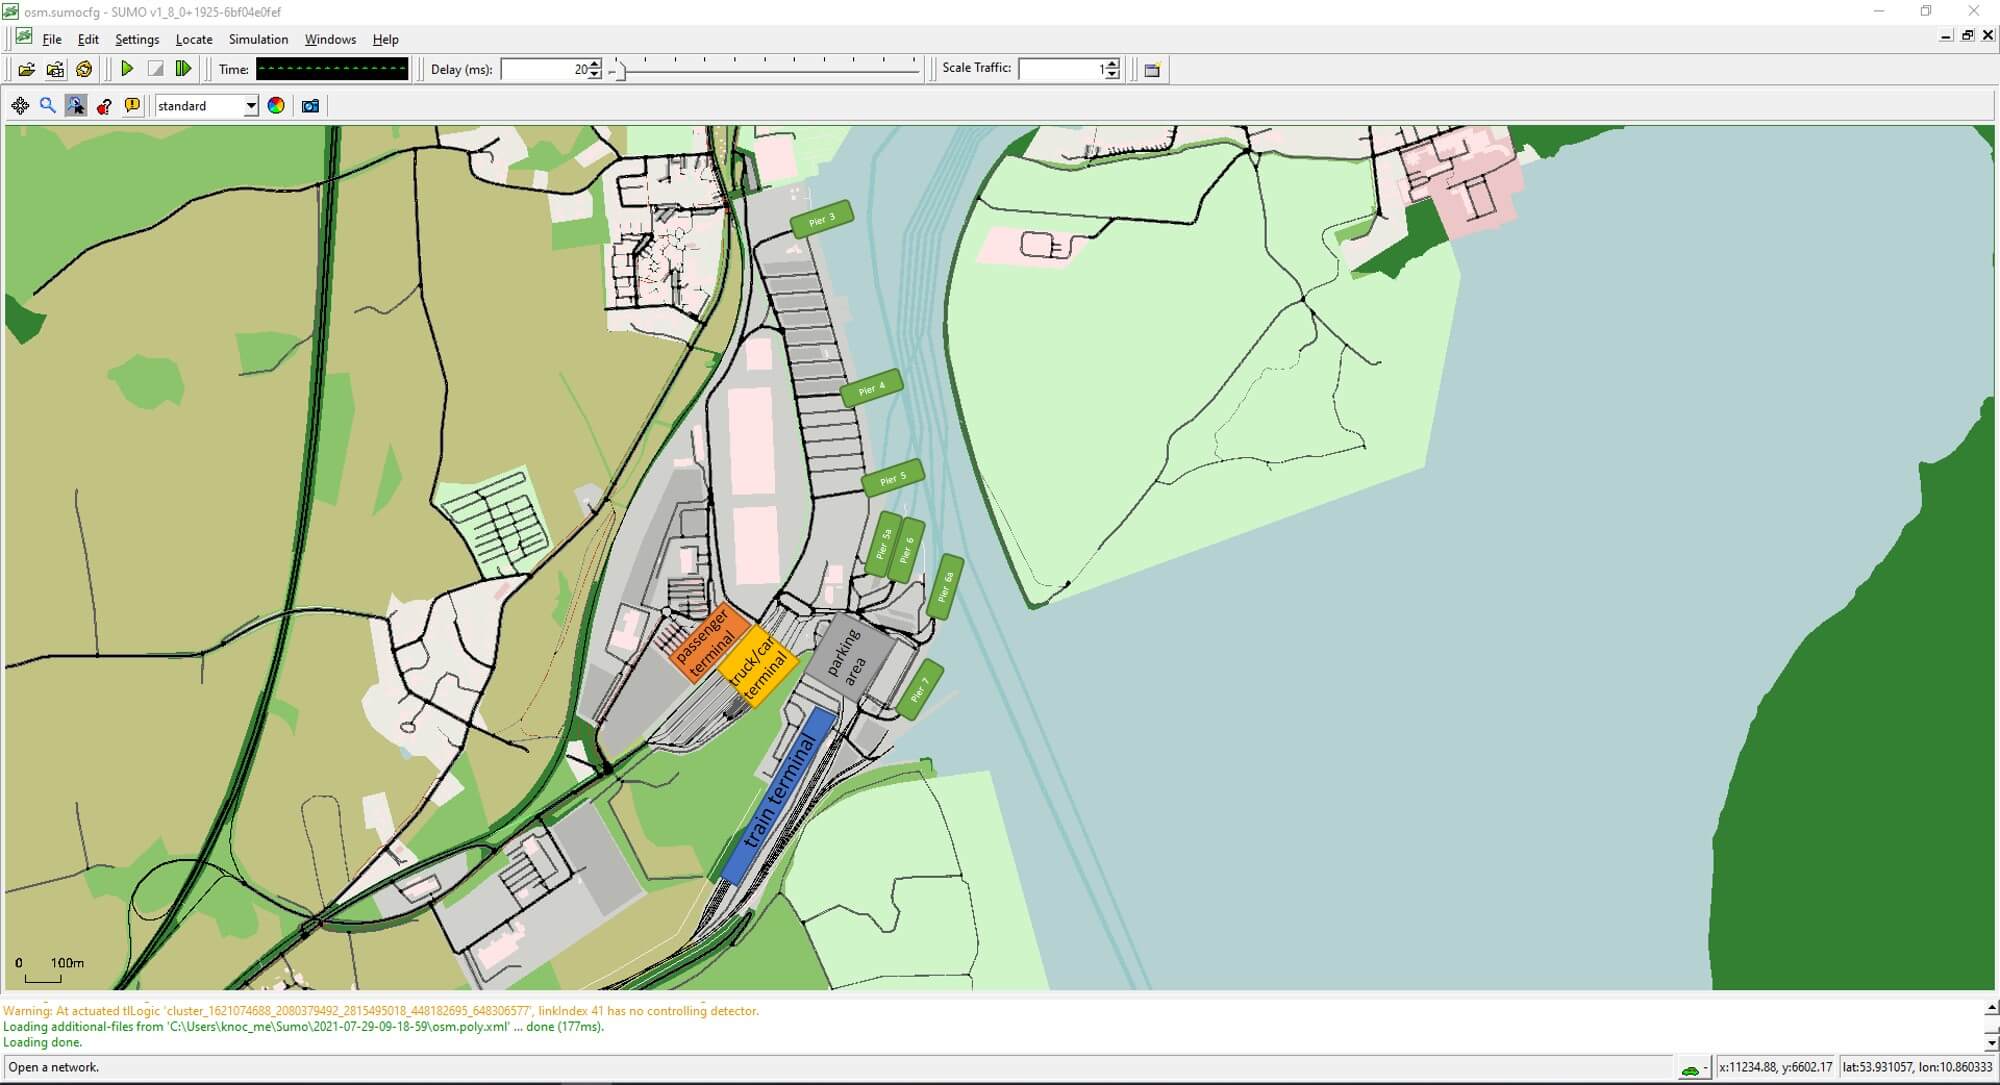 osm.sumocfg - SUMO v1_8_0+1925-6bf04e0fef
File Edit Settings Locate Simulation Windows Help
Time: Delay (ms): 20 Scale Traffic: 1
standard
Pier 3
Pier 4
Pier 5
Pier 5a
Pier 6
Pier 6a
passenger
terminal
truck/car
terminal
parking
area
Pier 7
train terminal
0 100m
Warning: At actuated tlLogic 'cluster_1621074688_2080379492_2815495018_448182695_648306577', linkIndex 41 has no controlling detector.
Loading additional-files from 'C:\Users\knoc_me\Sumo\2021-07-29-09-18-59\osm.poly.xml' ... done (177ms).
Loading done.
Open a network. x:11234.88, y:6602.17 lat:53.931057, lon:10.860333